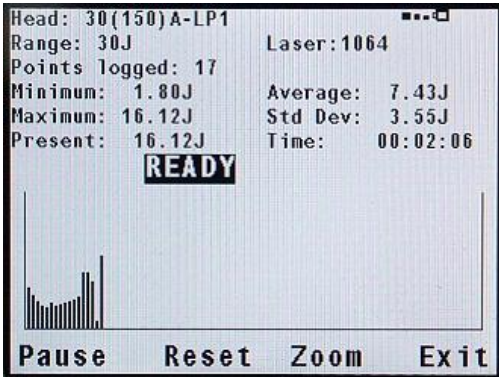 Head: 30(150)A-LP1
Range: 30J Laser:1064
Points logged: 17
Minimum: 1.80J Average: 7.43J
Maximum: 16.12J Std Dev: 3.55J
Present: 16.12J Time: 00:02:06
READY
Pause Reset Zoom Exit